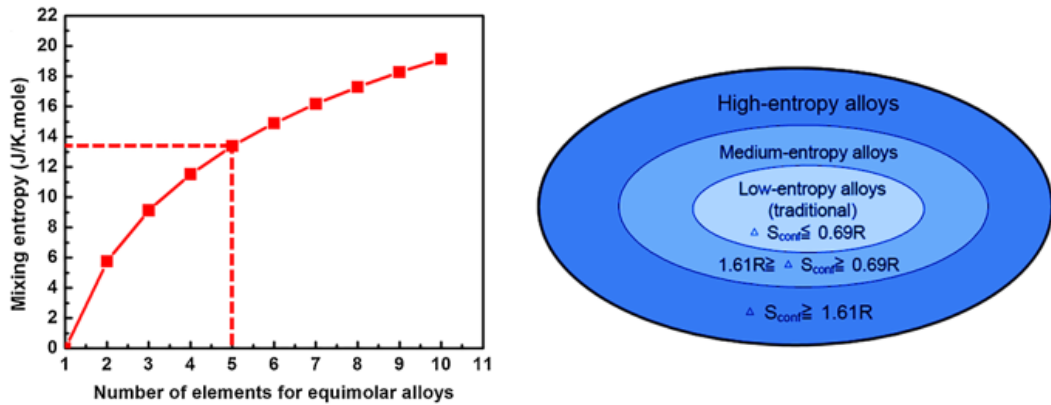 22
20
18
16
14
12
10
8
6
4
2
0
Mixing entropy (J/K.mole)
1 2 3 4 5 6 7 8 9 10 11
Number of elements for equimolar alloys
High-entropy alloys
Medium-entropy alloys
Low-entropy alloys
(traditional)
△ Sconf≦ 0.69R
1.61R≧ △ Sconf≧ 0.69R
△ Sconf≧ 1.61R